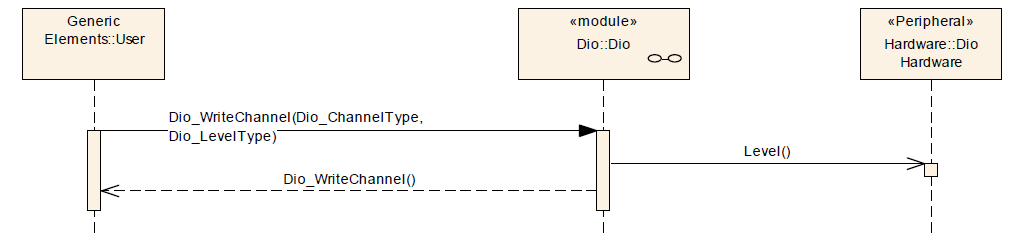 Generic
Elements::User
«module»
Dio::Dio
«Peripheral»
Hardware::Dio
Hardware
Dio_WriteChannel(Dio_ChannelType,
Dio_LevelType)
Level()
Dio_WriteChannel()